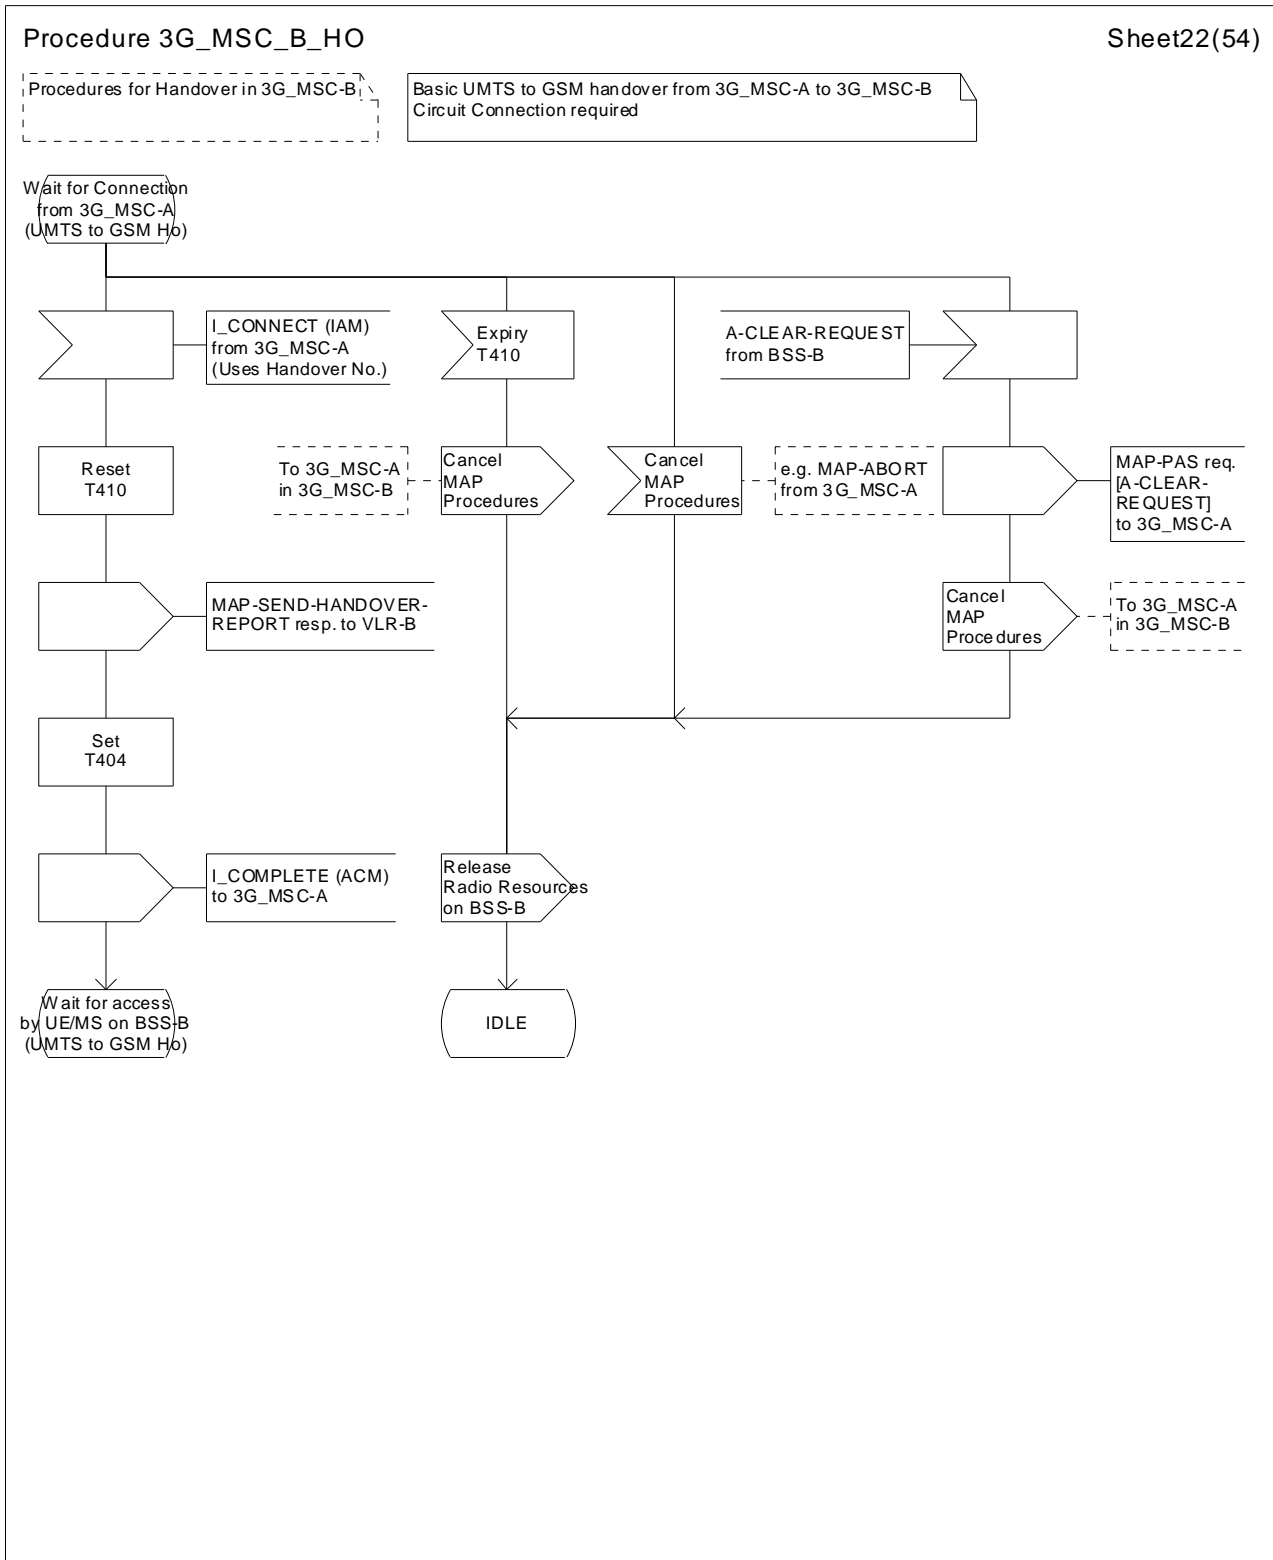 Procedure 3G_MSC_B_HO
Sheet22(54)
Procedures for Handover in 3G_MSC-B
Basic UMTS to GSM handover from 3G_MSC-A to 3G_MSC-B
Circuit Connection required
Wait for Connection
from 3G_MSC-A
(UMTS to GSM Ho)
I_CONNECT (IAM)
from 3G_MSC-A
(Uses Handover No.)
Expiry
T410
A-CLEAR-REQUEST
from BSS-B
Reset
T410
To 3G_MSC-A
in 3G_MSC-B
Cancel
MAP
Procedures
Cancel
MAP
Procedures
e.g. MAP-ABORT
from 3G_MSC-A
MAP-PAS req.
[A-CLEAR-
REQUEST]
to 3G_MSC-A
MAP-SEND-HANDOVER-
REPORT resp. to VLR-B
Cancel
MAP
Procedures
To 3G_MSC-A
in 3G_MSC-B
Set
T404
I_COMPLETE (ACM)
to 3G_MSC-A
Release
Radio Resources
on BSS-B
Wait for access
by UE/MS on BSS-B
(UMTS to GSM Ho)
IDLE